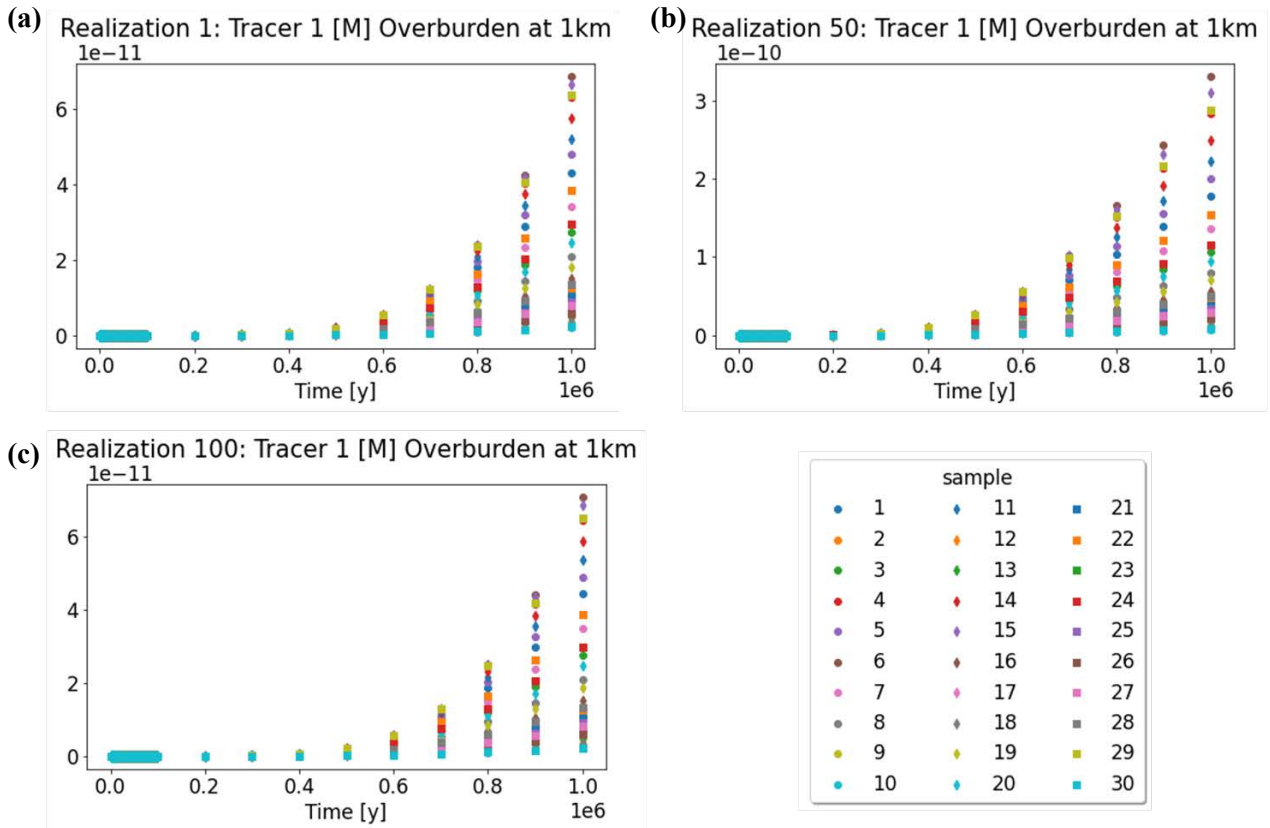 (a) Realization 1: Tracer 1 [M] Overburden at 1km
1e−11
6
4
2
0
0.0 0.2 0.4 0.6 0.8 1.0
1e6
Time [y]
(b) Realization 50: Tracer 1 [M] Overburden at 1km
1e−10
3
2
1
0
0.0 0.2 0.4 0.6 0.8 1.0
1e6
Time [y]
(c) Realization 100: Tracer 1 [M] Overburden at 1km
1e−11
6
4
2
0
0.0 0.2 0.4 0.6 0.8 1.0
1e6
Time [y]
sample
1 11 21
2 12 22
3 13 23
4 14 24
5 15 25
6 16 26
7 17 27
8 18 28
9 19 29
10 20 30